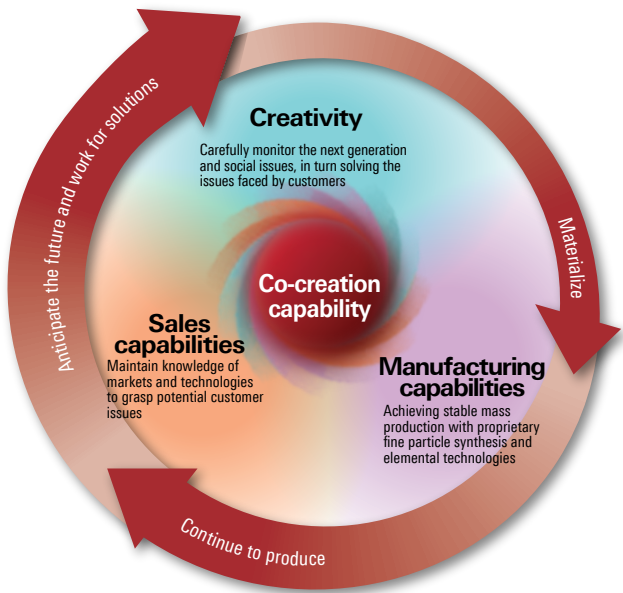 Anticipate the future and work for solutions
Creativity
Carefully monitor the next generation
and social issues, in turn solving the
issues faced by customers
Materialize
Co-creation
capability
Sales
capabilities
Maintain knowledge of
markets and technologies
to grasp potential customer
issues
Manufacturing
capabilities
Achieving stable mass
production with proprietary
fine particle synthesis and
elemental technologies
Continue to produce